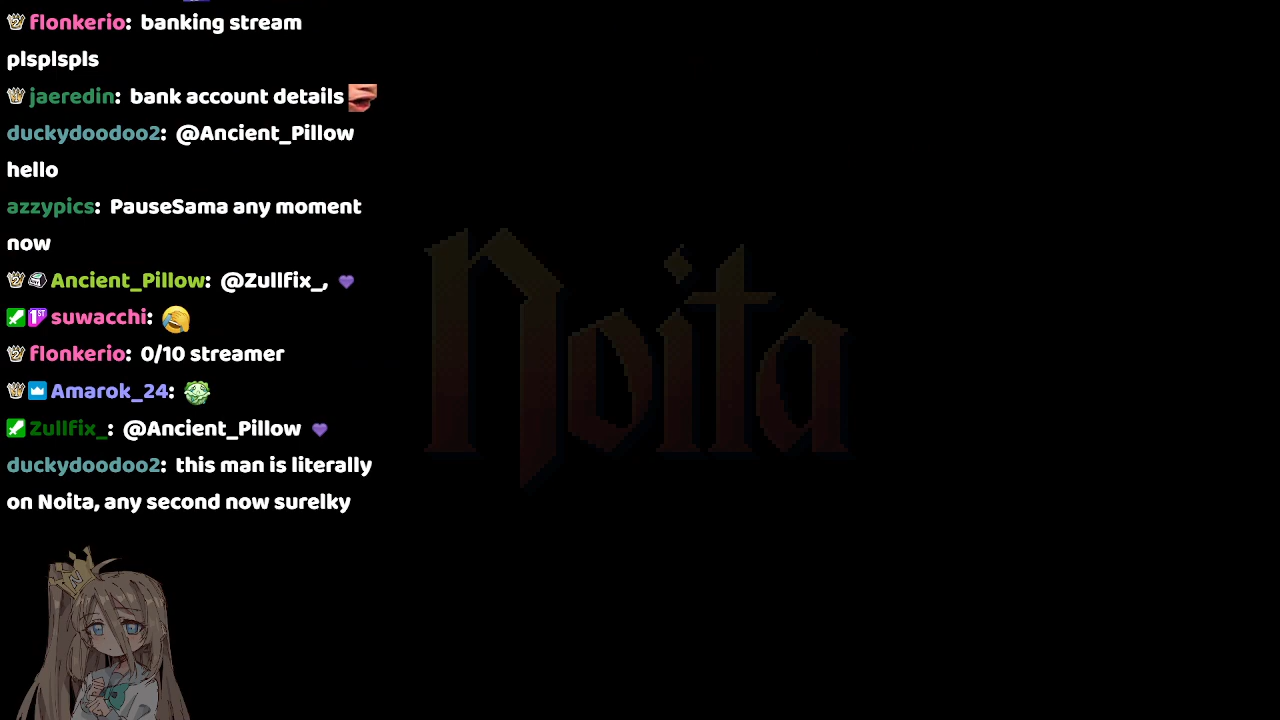 flonkerio: banking stream
plsplspls
jaeredin: bank account details
duckydoodoo2: @Ancient_Pillow
hello
azzypics: PauseSama any moment
now
Ancient_Pillow: @Zullfix_,
1ST suwacchi:
flonkerio: 0/10 streamer
Amarok_24:
Zullfix_: @Ancient_Pillow
duckydoodoo2: this man is literally
on Noita, any second now surelky
Noita